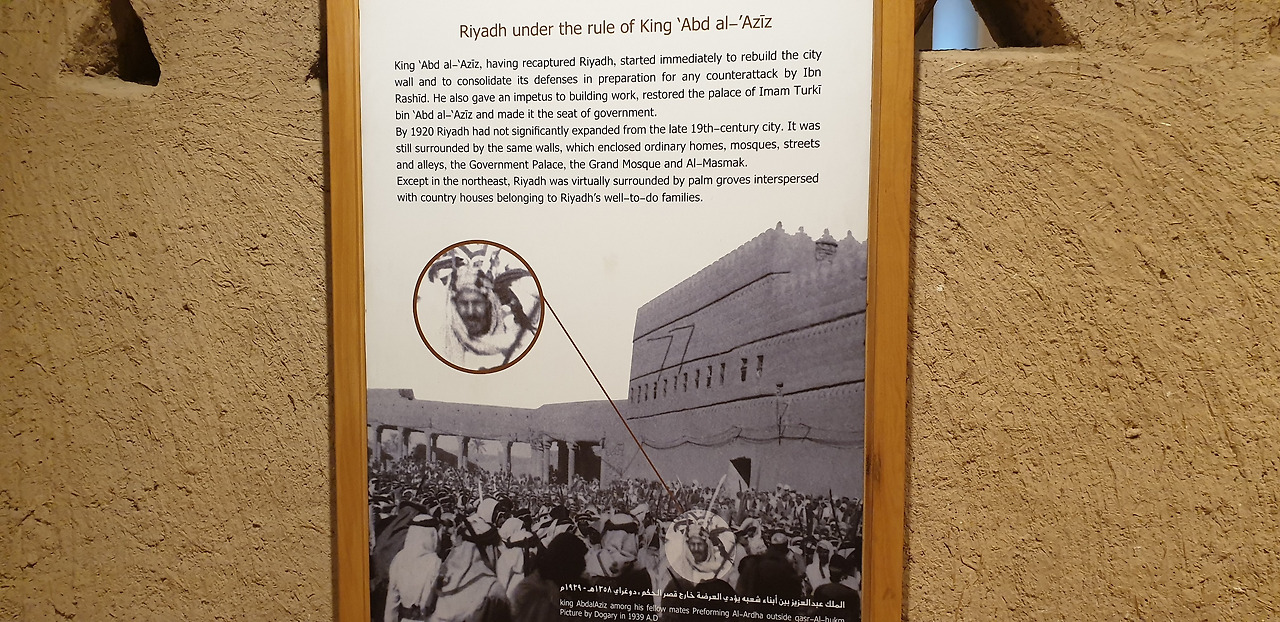 Riyadh under the rule of King ‘Abd al–‘Azīz
King ‘Abd al–‘Azīz, having recaptured Riyadh, started immediately to rebuild the city
wall and to consolidate its defenses in preparation for any counterattack by Ibn
Rashīd. He also gave an impetus to building work, restored the palace of Imam Turkī
bin ‘Abd al–‘Azīz and made it the seat of government.
By 1920 Riyadh had not significantly expanded from the late 19th–century city. It was
still surrounded by the same walls, which enclosed ordinary homes, mosques, streets
and alleys, the Government Palace, the Grand Mosque and Al–Masmak.
Except in the northeast, Riyadh was virtually surrounded by palm groves interspersed
with country houses belonging to Riyadh’s well–to–do families.
الملك عبدالعزيز بين أبناء شعبه يؤدي العرضة خارج قصر الحكم ، دوغراي ١٣٥٨هـ - ١٩٣٩م
king AbdalAziz amorg his fellow mates Preforming Al–Ardha outside qasr–Al–hukm
Picture by Dogary in 1939 A.D